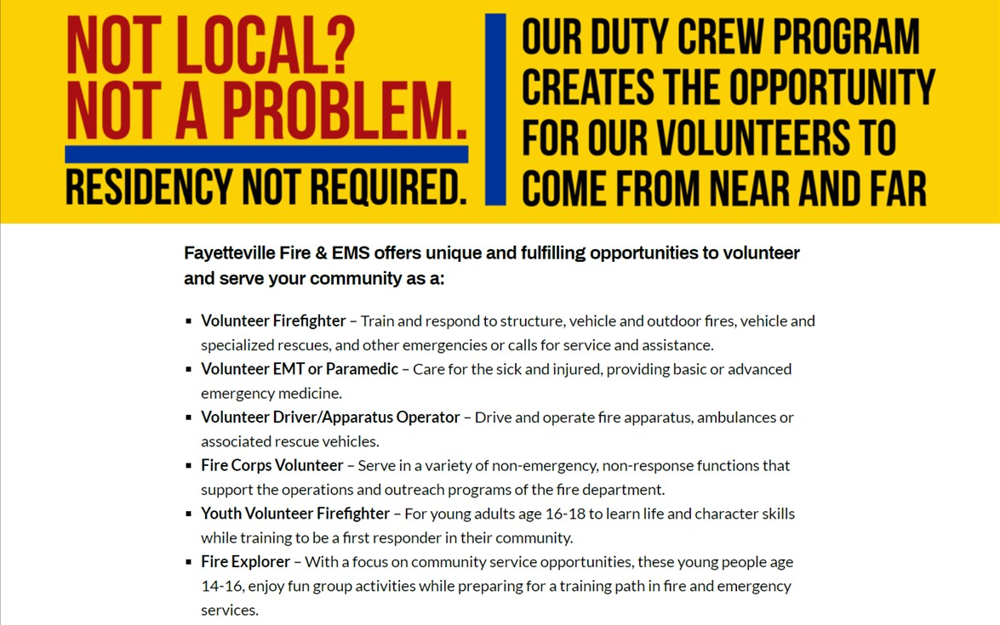 NOT LOCAL?
NOT A PROBLEM.
RESIDENCY NOT REQUIRED.
OUR DUTY CREW PROGRAM
CREATES THE OPPORTUNITY
FOR OUR VOLUNTEERS TO
COME FROM NEAR AND FAR
Fayetteville Fire & EMS offers unique and fulfilling opportunities to volunteer
and serve your community as a:
▪ Volunteer Firefighter – Train and respond to structure, vehicle and outdoor fires, vehicle and
specialized rescues, and other emergencies or calls for service and assistance.
▪ Volunteer EMT or Paramedic – Care for the sick and injured, providing basic or advanced
emergency medicine.
▪ Volunteer Driver/Apparatus Operator – Drive and operate fire apparatus, ambulances or
associated rescue vehicles.
▪ Fire Corps Volunteer – Serve in a variety of non-emergency, non-response functions that
support the operations and outreach programs of the fire department.
▪ Youth Volunteer Firefighter – For young adults age 16-18 to learn life and character skills
while training to be a first responder in their community.
▪ Fire Explorer – With a focus on community service opportunities, these young people age
14-16, enjoy fun group activities while preparing for a training path in fire and emergency
services.